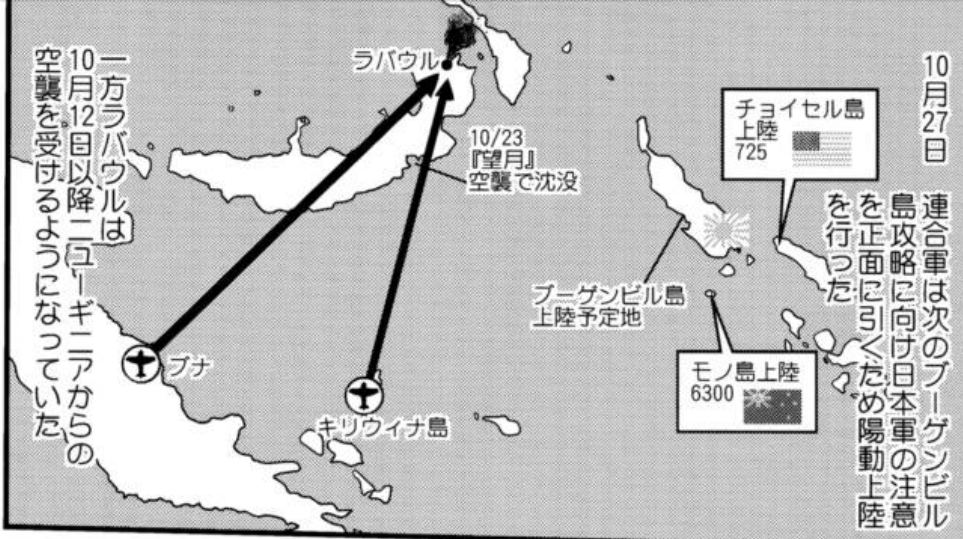 10月27日
連合軍は次のブーゲンビル
島攻略に向け日本軍の注意
を正面に引くため陽動上陸
を行った
チョイセル島
上陸
725
ブーゲンビル島
上陸予定地
モノ島上陸
6300
ラバウル
10/23
『望月』
空襲で沈没
ブナ
キリウィナ島
一方ラバウルは
10月12日以降ニューギニアからの
空襲を受けるようになっていた